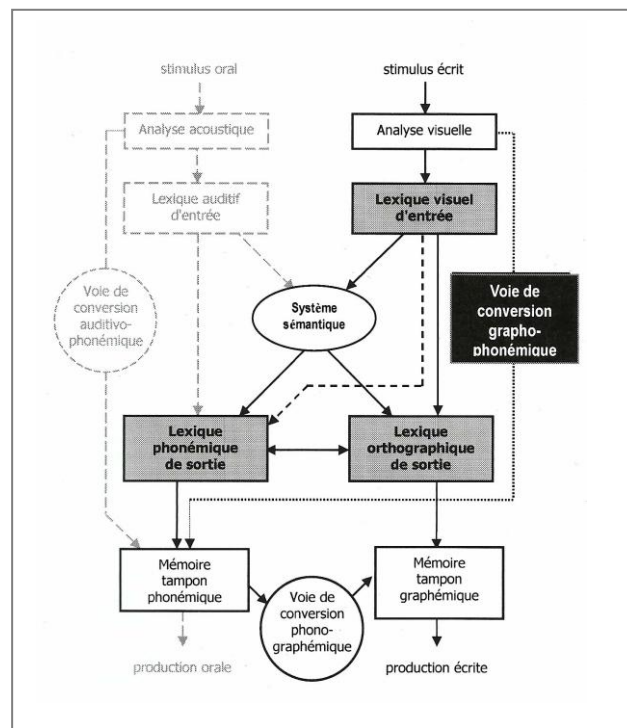 stimulus oral
stimulus écrit
Analyse acoustique
Analyse visuelle
Lexique auditif
d'entrée
Lexique visuel
d'entrée
Voie de
conversion
auditivo-
phonémique
Système
sémantique
Voie de
conversion
grapho-
phonémique
Lexique
phonémique
de sortie
Lexique
orthographique
de sortie
Mémoire
tampon
phonémique
Voie de
conversion
phono-
graphémique
Mémoire
tampon
graphémique
production orale
production écrite